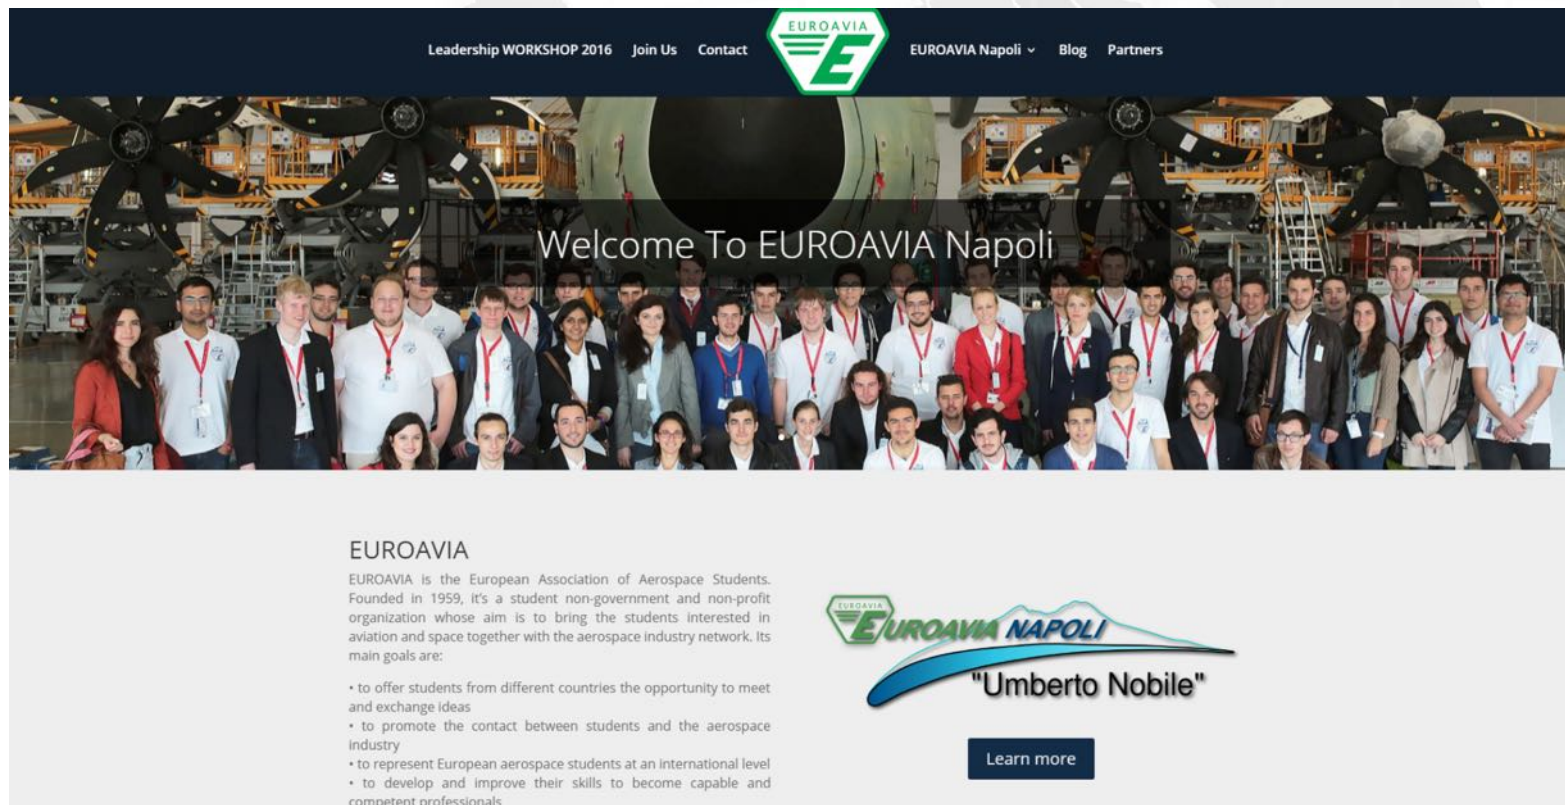 Leadership WORKSHOP 2016 Join Us Contact EUROAVIA E EUROAVIA Napoli Blog Partners
Welcome To EUROAVIA Napoli
EUROAVIA
EUROAVIA is the European Association of Aerospace Students.
Founded in 1959, it's a student non-government and non-profit
organization whose aim is to bring the students interested in
aviation and space together with the aerospace industry network. Its
main goals are:
• to offer students from different countries the opportunity to meet
and exchange ideas
• to promote the contact between students and the aerospace
industry
• to represent European aerospace students at an international level
• to develop and improve their skills to become capable and
competent professionals
EUROAVIA
EUROAVIA NAPOLI
"Umberto Nobile"
Learn more